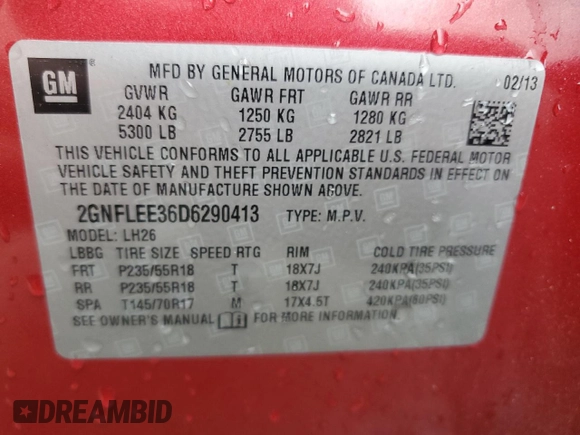 GM
MFD BY GENERAL MOTORS OF CANADA LTD. 02/13
GVWR GAWR FRT GAWR RR
2404 KG 1250 KG 1280 KG
5300 LB 2755 LB 2821 LB
THIS VEHICLE CONFORMS TO ALL APPLICABLE U.S. FEDERAL MOTOR
VEHICLE SAFETY AND THEFT PREVENTION STANDARDS IN EFFECT ON
THE DATE OF MANUFACTURE SHOWN ABOVE.
2GNFLEE36D6290413 TYPE: M.P.V.
MODEL: LH26
LBBG TIRE SIZE SPEED RTG RIM COLD TIRE PRESSURE
FRT P235/55R18 T 18X7J 240KPA(35PSI)
RR P235/55R18 T 18X7J 240KPA(35PSI)
SPA T145/70R17 M 17X4.5T 420KPA(60PSI)
SEE OWNER'S MANUAL FOR MORE INFORMATION.
DREAMBID